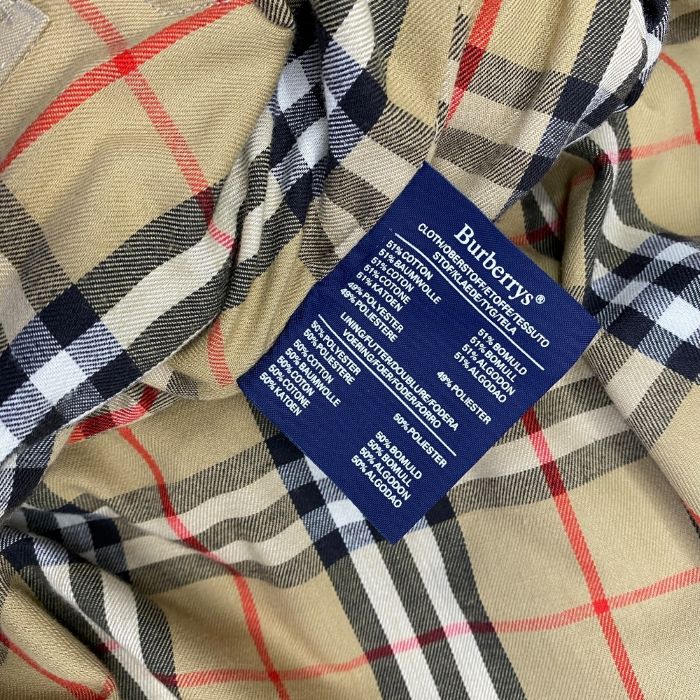 Burberrys®
CLOTH/OBERSTOFF/ETOFFE/TESSUTO
STOF/KLAEDE/TYG/TELA
51% COTTON
51% BAUMWOLLE
51% COTON
51% COTONE
51% KATOEN
49% POLYESTER
49% POLIESTERE
51% BOMULD
51% BOMULL
51% ALGODON
51% ALGODAO
49% POLIESTER
LINING/FUTTER/DOUBLURE/FODERA
VOERING/FOER/FODER/FORRO
50% POLYESTER
50% POLIESTERE
50% COTTON
50% BAUMWOLLE
50% COTON
50% COTONE
50% KATOEN
50% POLIESTER
50% BOMULD
50% BOMULL
50% ALGODON
50% ALGODAO